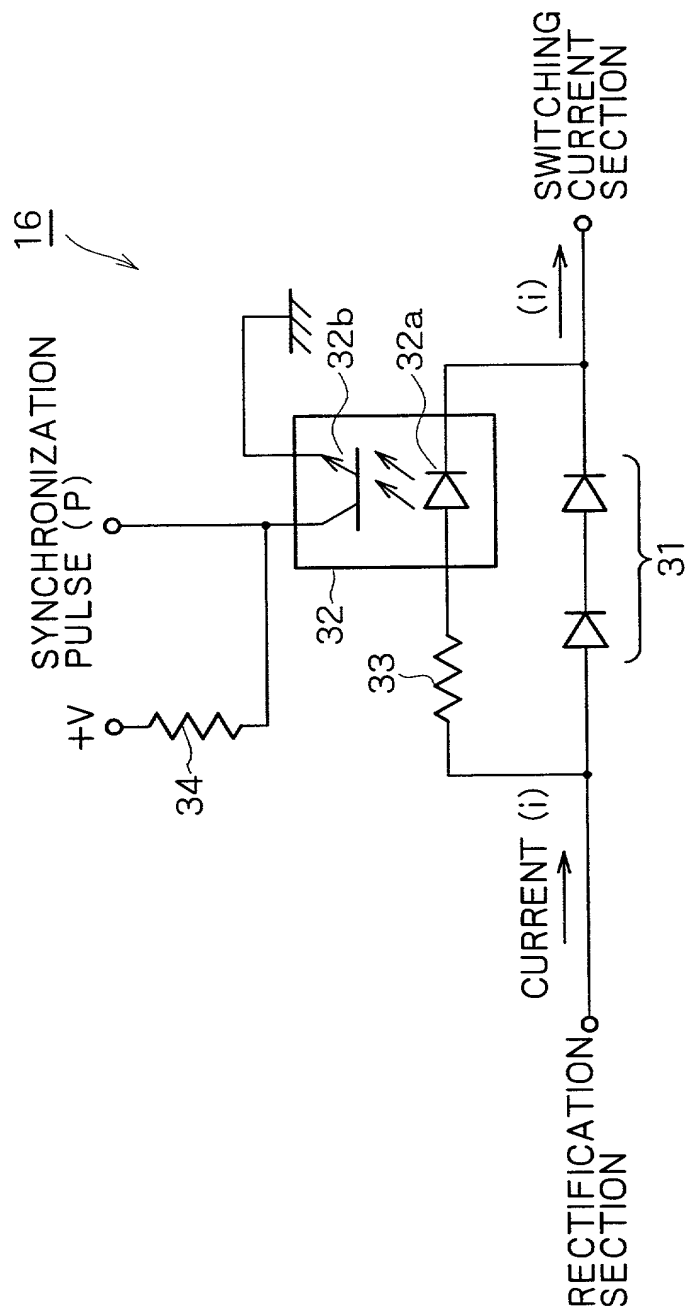 16
SYNCHRONIZATION
PULSE (P)
+V
34
32b
32a
32
33
(i)
SWITCHING
CURRENT
SECTION
CURRENT (i)
31
RECTIFICATION
SECTION